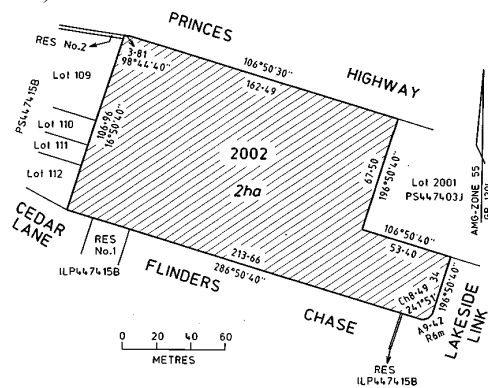 PRINCES
HIGHWAY
RES No.2
3·81
98°44'40"
106°50'30"
162·49
Lot 109
PS447415B
Lot 110
Lot 111
Lot 112
106·96
16°50'40"
2002
2ha
67·50
196°50'40"
Lot 2001
PS447403J
AMG-ZONE 55
106°50'40"
53·40
CEDAR
LANE
RES
No.1
ILP447415B
213·66
286°50'40"
FLINDERS
CHASE
Ch8·49
241°51'
34
196°50'40"
A9·42
R6m
LAKESIDE
LINK
0 20 40 60
METRES
RES
ILP447415B